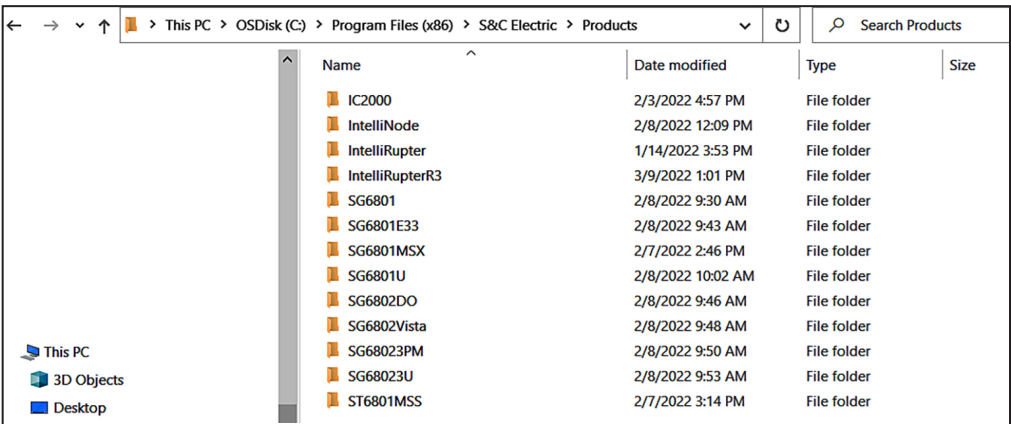 This PC > OSDisk (C:) > Program Files (x86) > S&C Electric > Products Search Products
Name Date modified Type Size
IC2000 2/3/2022 4:57 PM File folder
IntelliNode 2/8/2022 12:09 PM File folder
IntelliRupter 1/14/2022 3:53 PM File folder
IntelliRupterR3 3/9/2022 1:01 PM File folder
SG6801 2/8/2022 9:30 AM File folder
SG6801E33 2/8/2022 9:43 AM File folder
SG6801MSX 2/7/2022 2:46 PM File folder
SG6801U 2/8/2022 10:02 AM File folder
SG6802DO 2/8/2022 9:46 AM File folder
SG6802Vista 2/8/2022 9:48 AM File folder
This PC SG68023PM 2/8/2022 9:50 AM File folder
3D Objects SG68023U 2/8/2022 9:53 AM File folder
Desktop ST6801MSS 2/7/2022 3:14 PM File folder